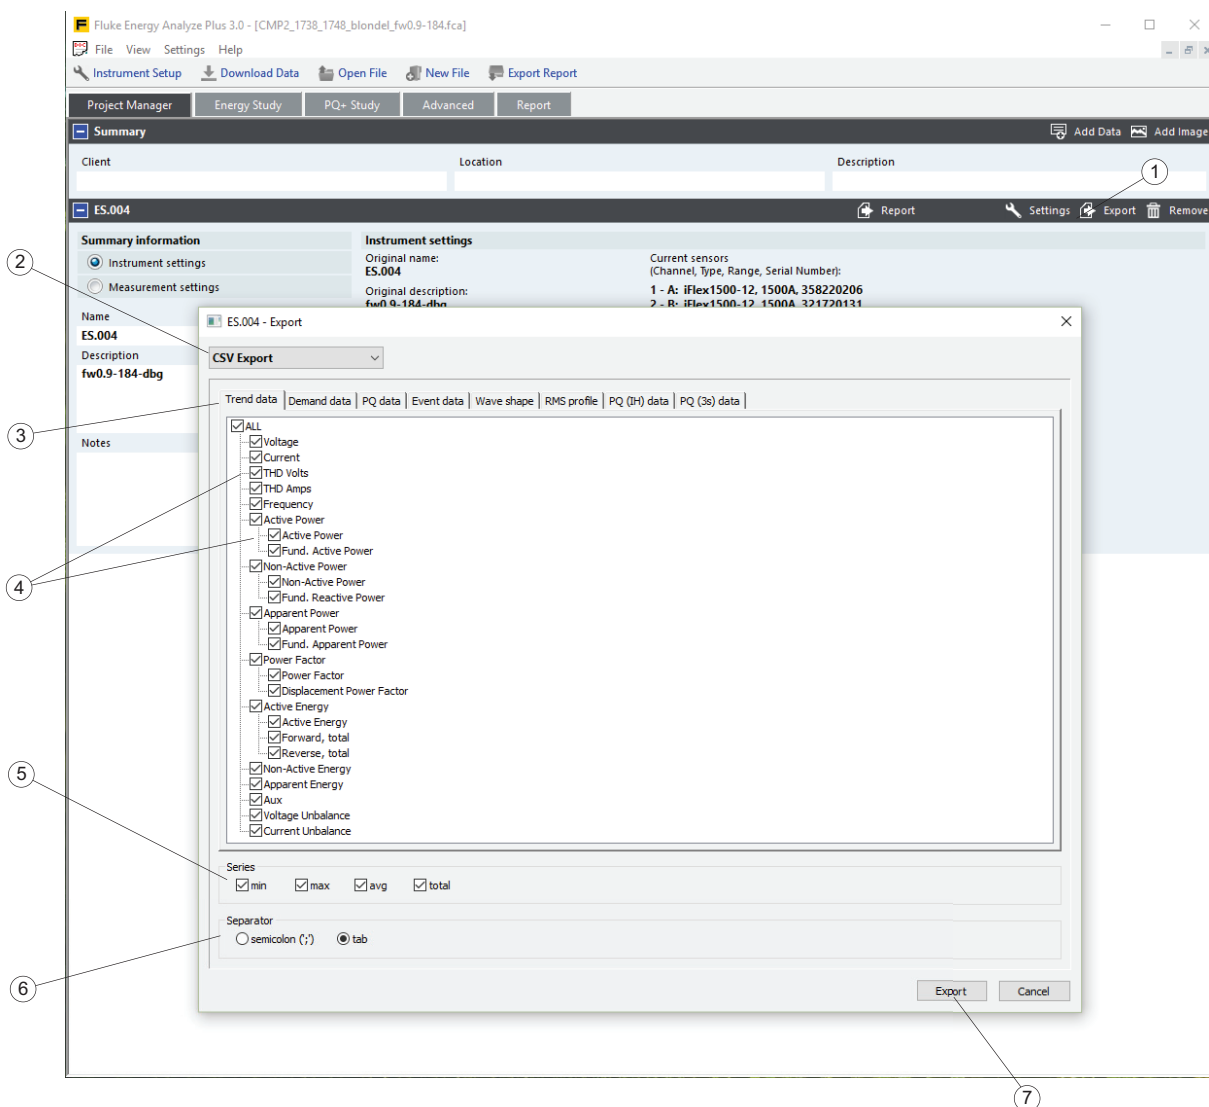 Fluke Energy Analyze Plus 3.0 - [CMP2_1738_1748_blondel_fw0.9-184.fca]
File View Settings Help
Instrument Setup Download Data Open File New File Export Report
Project Manager Energy Study PQ+ Study Advanced Report
Summary Add Data Add Image
Client Location Description
1
ES.004 Report Settings Export Remove
Summary information Instrument settings
2
Instrument settings
Measurement settings
Original name:
ES.004
Original description:
fw0.9-184-dbg
Current sensors
(Channel, Type, Range, Serial Number):
1 - A: iFlex1500-12, 1500A, 358220206
2 - B: iFlex1500-12, 1500A, 321720131
Name
ES.004
Description
fw0.9-184-dbg
Notes
ES.004 - Export
CSV Export
Trend data Demand data PQ data Event data Wave shape RMS profile PQ (IH) data PQ (3s) data
3
ALL
Voltage
Current
THD Volts
THD Amps
Frequency
Active Power
Active Power
Fund. Active Power
4
Non-Active Power
Non-Active Power
Fund. Reactive Power
Apparent Power
Apparent Power
Fund. Apparent Power
Power Factor
Power Factor
Displacement Power Factor
Active Energy
Active Energy
Forward, total
Reverse, total
5
Non-Active Energy
Apparent Energy
Aux
Voltage Unbalance
Current Unbalance
Series
min max avg total
Separator
semicolon (';') tab
6
Export Cancel
7